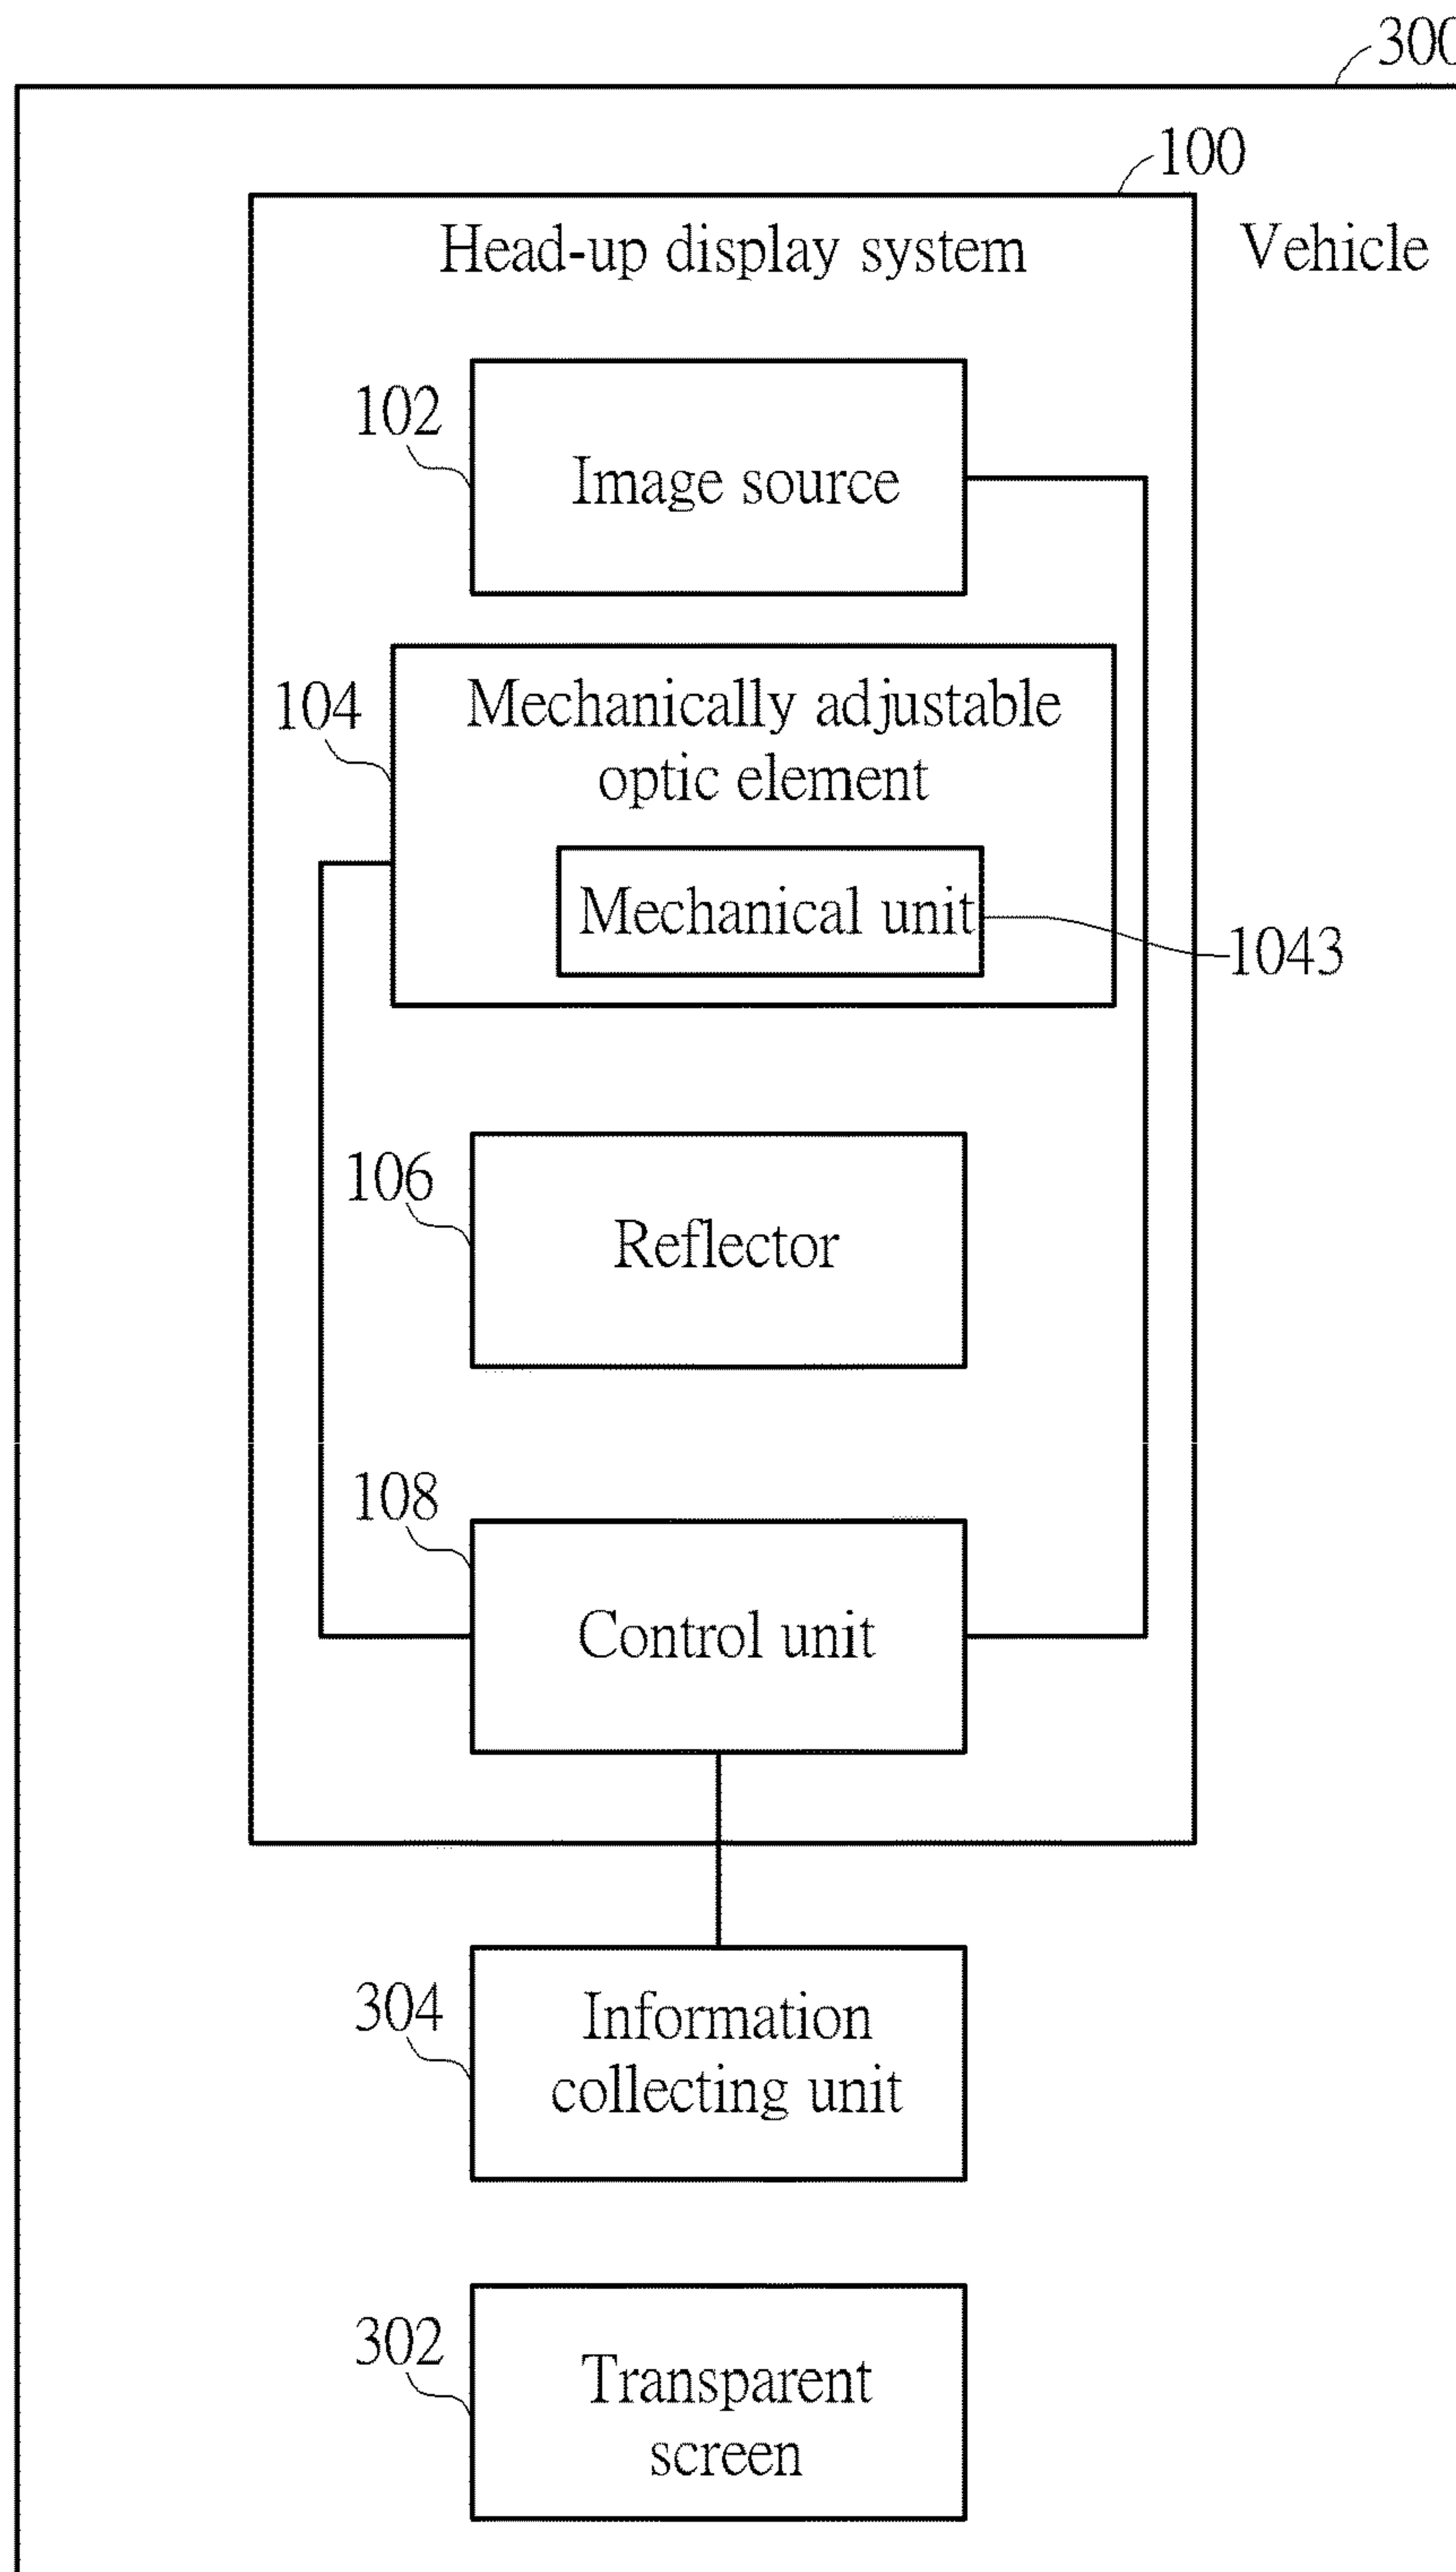 300
100
Head-up display system
Vehicle
102
Image source
104
Mechanically adjustable
optic element
Mechanical unit
1043
106
Reflector
108
Control unit
304
Information
collecting unit
302
Transparent
screen